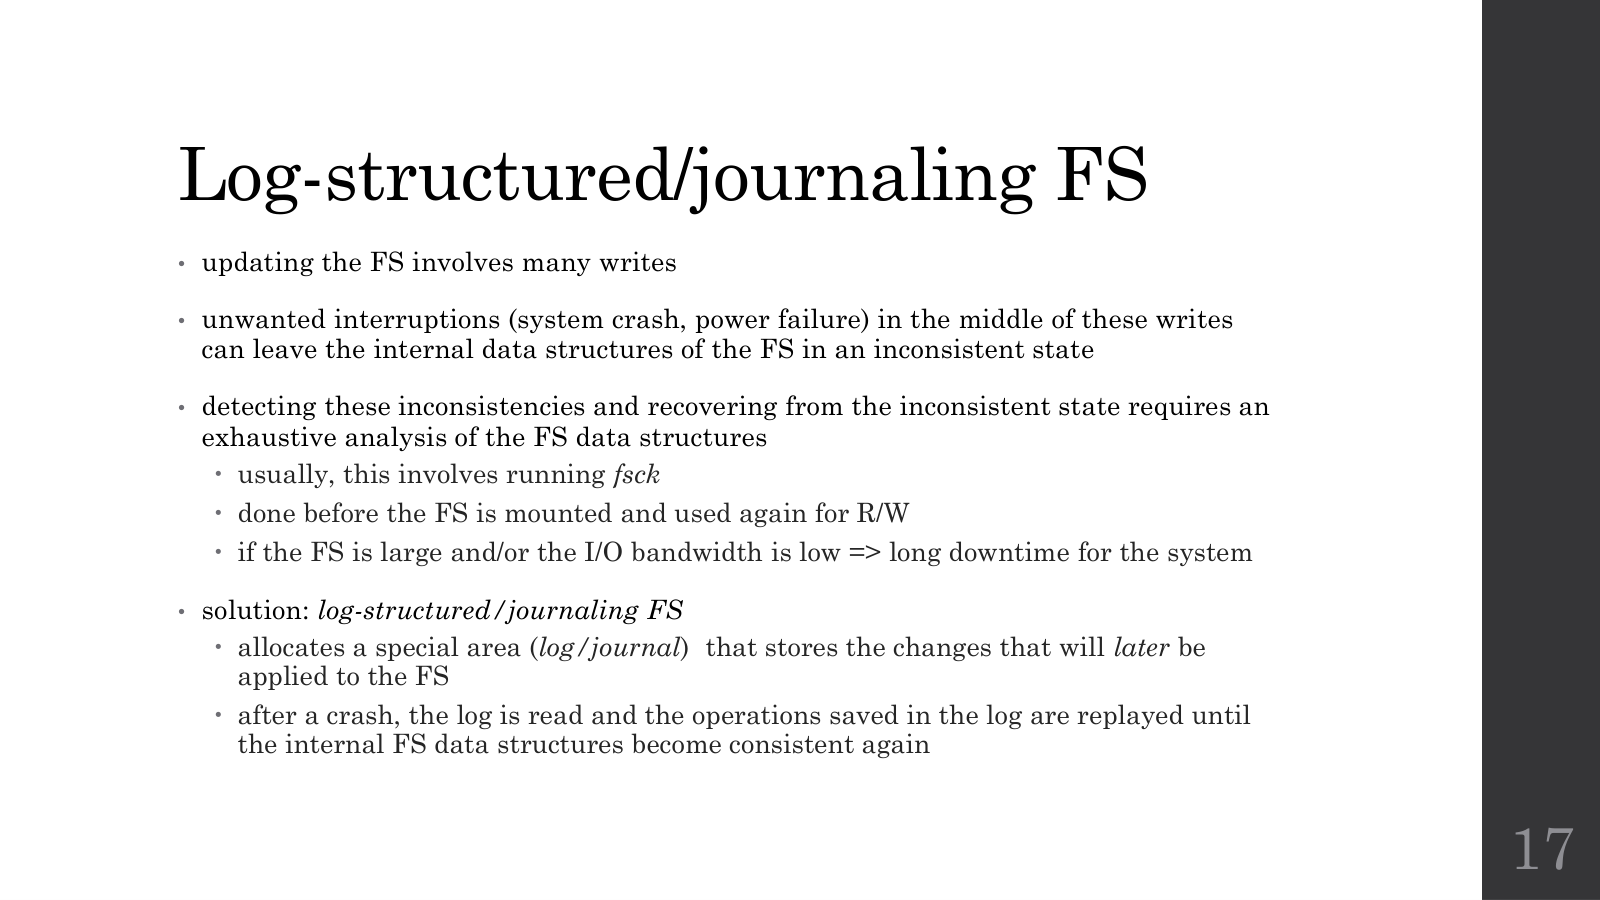 Log-structured/journaling FS
• updating the FS involves many writes
• unwanted interruptions (system crash, power failure) in the middle of these writes
can leave the internal data structures of the FS in an inconsistent state
• detecting these inconsistencies and recovering from the inconsistent state requires an
exhaustive analysis of the FS data structures
• usually, this involves running fsck
• done before the FS is mounted and used again for R/W
• if the FS is large and/or the I/O bandwidth is low => long downtime for the system
• solution: log-structured/journaling FS
• allocates a special area (log/journal)  that stores the changes that will later be
applied to the FS
• after a crash, the log is read and the operations saved in the log are replayed until
the internal FS data structures become consistent again
17